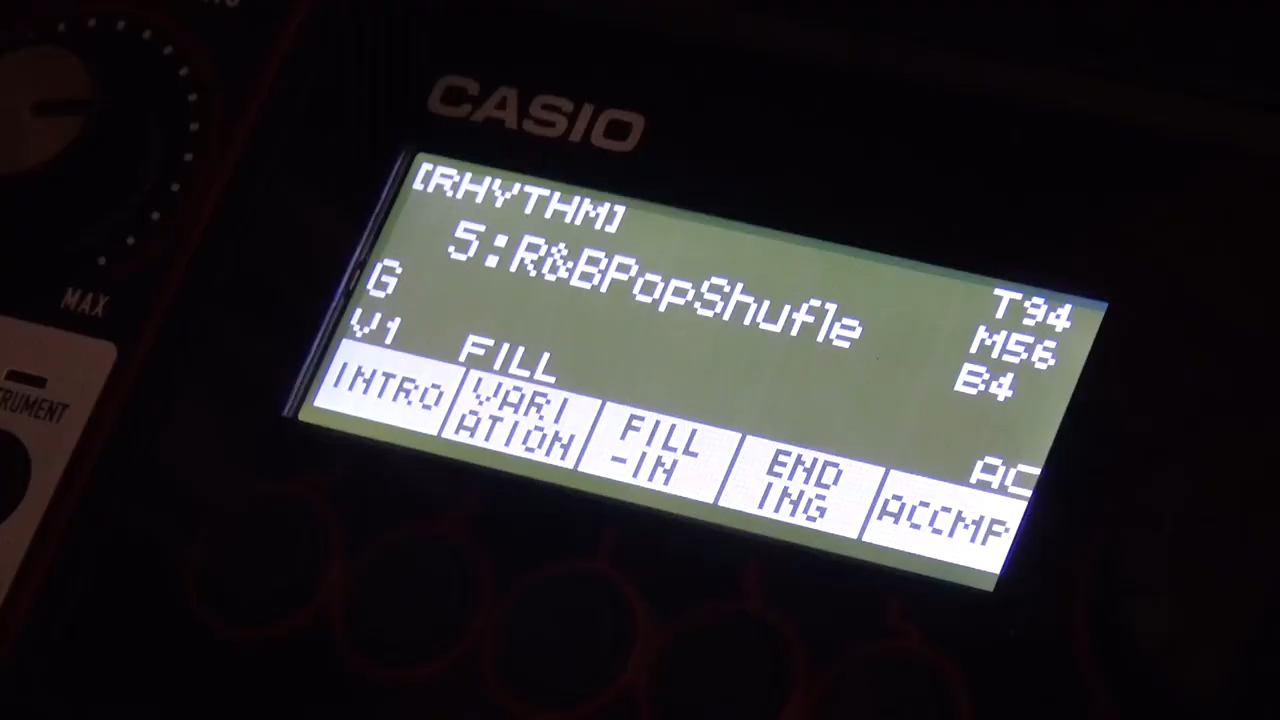 CASIO
[RHYTHM]
5:R&BPopShufle
G
T94
M56
B4
V1
FILL
AC
INTRO
VARI
ATION
FILL
-IN
END
ING
ACCMP
MAX